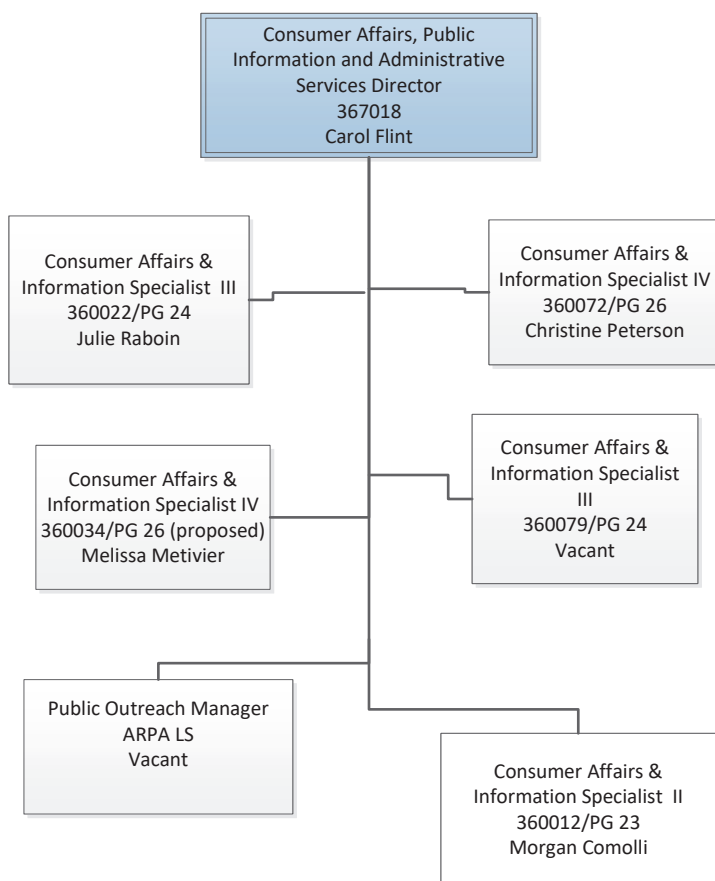 Consumer Affairs, Public
Information and Administrative
Services Director
367018
Carol Flint
Consumer Affairs &
Information Specialist III
360022/PG 24
Julie Raboin
Consumer Affairs &
Information Specialist IV
360072/PG 26
Christine Peterson
Consumer Affairs &
Information Specialist IV
360034/PG 26 (proposed)
Melissa Metivier
Consumer Affairs &
Information Specialist
III
360079/PG 24
Vacant
Public Outreach Manager
ARPA LS
Vacant
Consumer Affairs &
Information Specialist II
360012/PG 23
Morgan Comolli